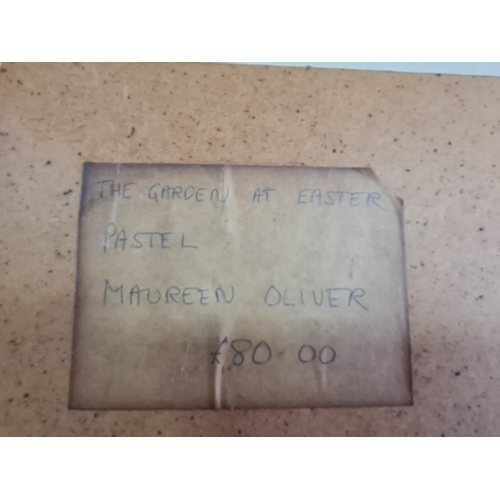 THE GARDEN AT EASTER
PASTEL
MAUREEN OLIVER
£80-00